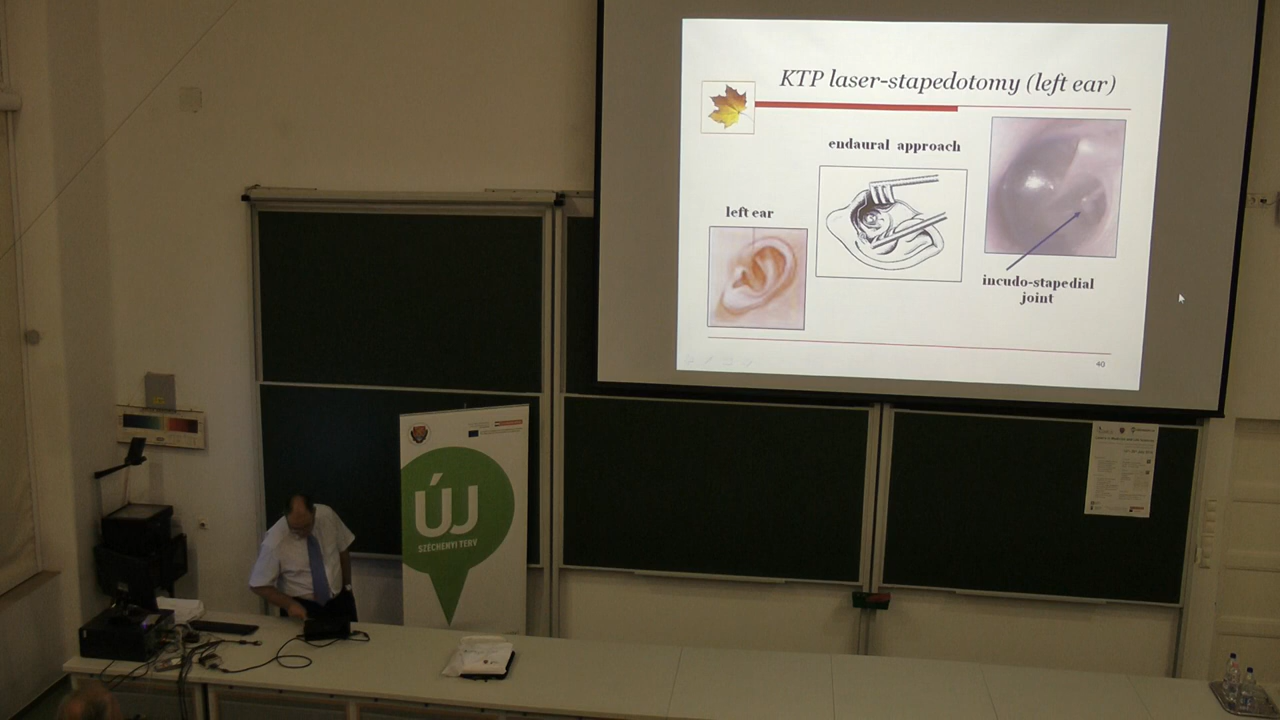 KTP laser-stapedotomy (left ear)
endaural approach
left ear
incudo-stapedial
joint
40
ÚJ
SZÉCHENYI TERV